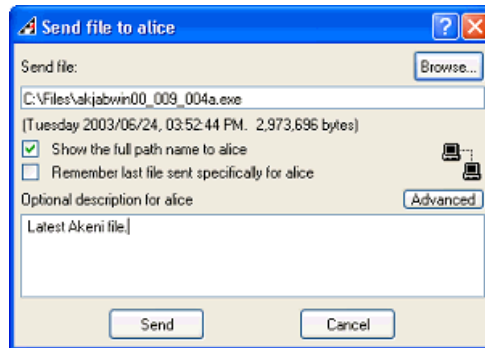 Send file to alice
Send file:
Browse...
C:\Files\akjabwin00_009_004a.exe
(Tuesday 2003/06/24, 03:52:44 PM. 2,973,696 bytes)
Show the full path name to alice
Remember last file sent specifically for alice
Optional description for alice
Advanced
Latest Akeni file.
Send
Cancel